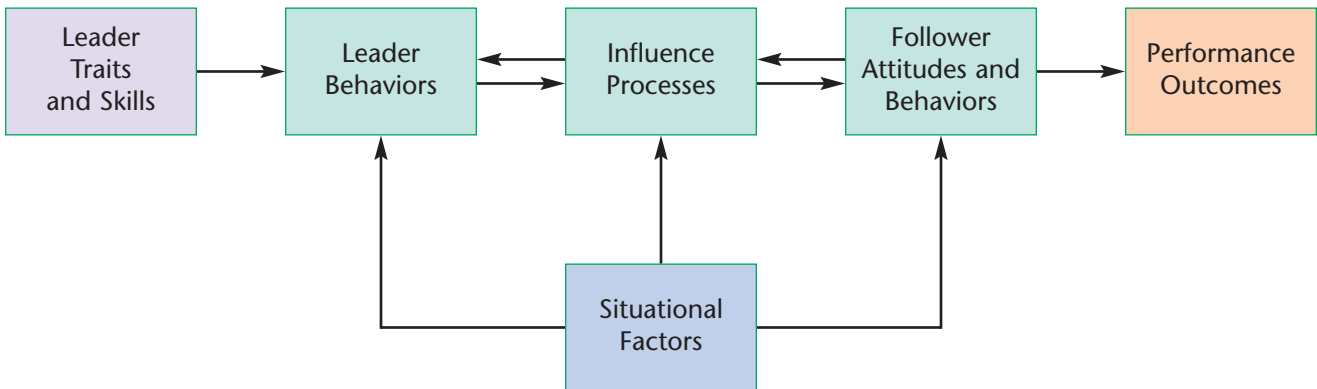 Leader
Traits
and Skills
Leader
Behaviors
Influence
Processes
Follower
Attitudes and
Behaviors
Performance
Outcomes
Situational
Factors